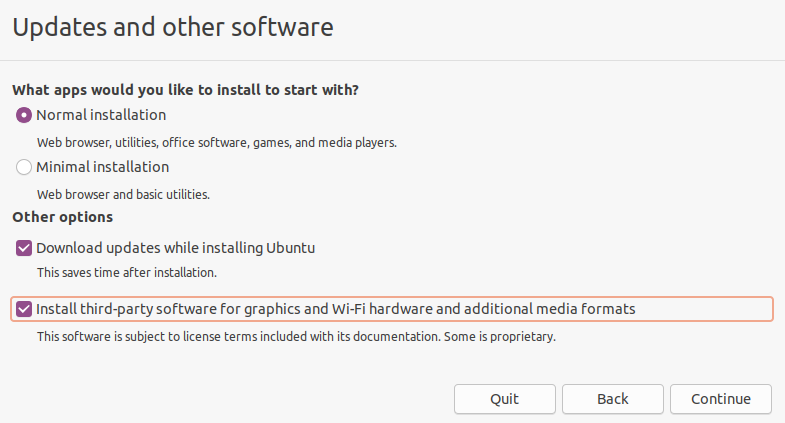 Updates and other software
What apps would you like to install to start with?
Normal installation
Web browser, utilities, office software, games, and media players.
Minimal installation
Web browser and basic utilities.
Other options
Download updates while installing Ubuntu
This saves time after installation.
Install third-party software for graphics and Wi-Fi hardware and additional media formats
This software is subject to license terms included with its documentation. Some is proprietary.
Quit Back Continue